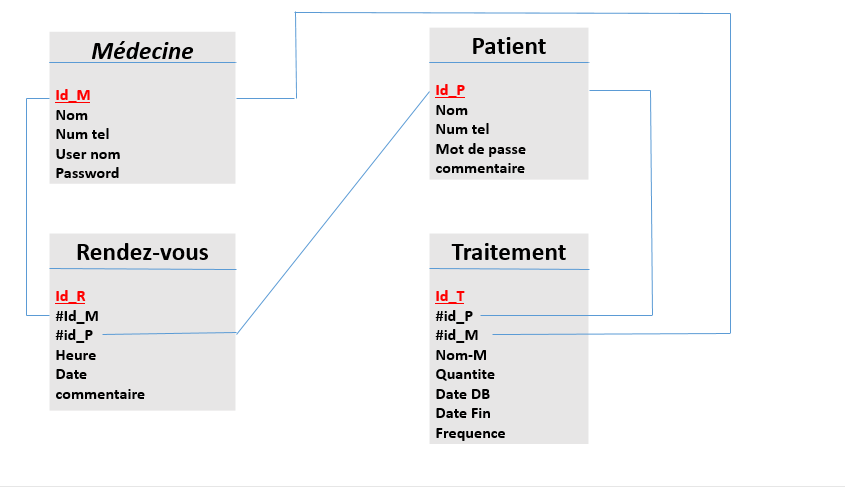 Médecine
Id_M
Nom
Num tel
User nom
Password
Patient
Id_P
Nom
Num tel
Mot de passe
commentaire
Rendez-vous
Id_R
#Id_M
#id_P
Heure
Date
commentaire
Traitement
Id_T
#id_P
#id_M
Nom-M
Quantite
Date DB
Date Fin
Frequence